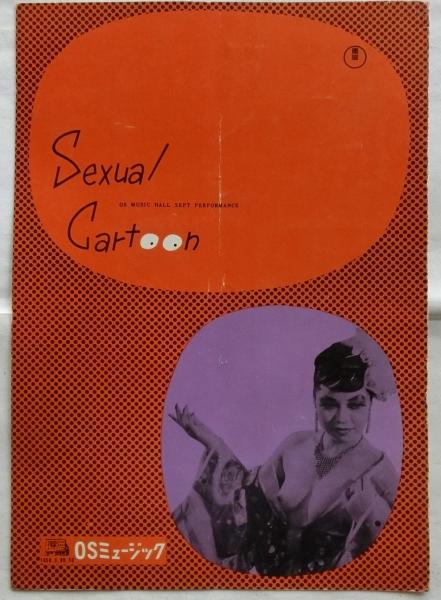 Sexual
OS MUSIC HALL SEPT PERFORMANCE
Cartoon
OSミュージック